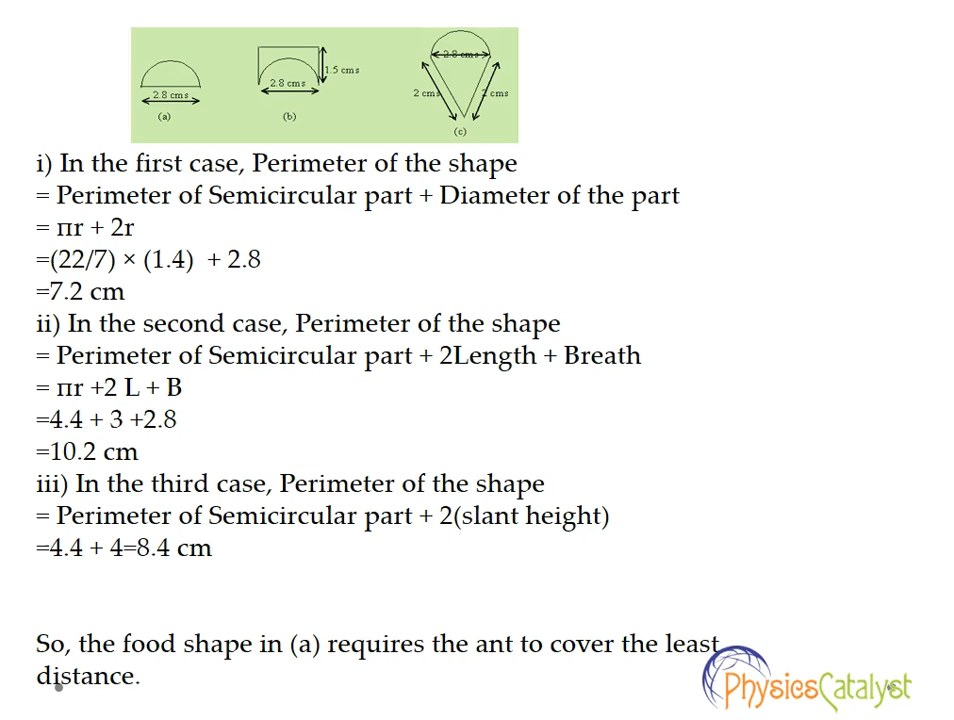 2.8 cms
(a)
2.8 cms
1.5 cms
(b)
2.8 cms
2 cms
2 cms
(c)
i) In the first case, Perimeter of the shape
= Perimeter of Semicircular part + Diameter of the part
= πr + 2r
=(22/7) × (1.4) + 2.8
=7.2 cm
ii) In the second case, Perimeter of the shape
= Perimeter of Semicircular part + 2Length + Breath
= πr +2 L + B
=4.4 + 3 +2.8
=10.2 cm
iii) In the third case, Perimeter of the shape
= Perimeter of Semicircular part + 2(slant height)
=4.4 + 4=8.4 cm
So, the food shape in (a) requires the ant to cover the least
distance.
PhysicsCatalyst